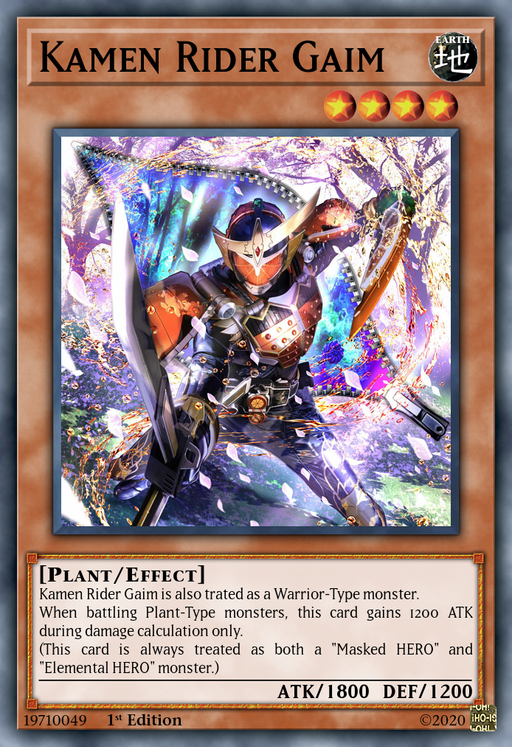 KAMEN RIDER GAIM
EARTH
地
[PLANT/EFFECT]
Kamen Rider Gaim is also trated as a Warrior-Type monster.
When battling Plant-Type monsters, this card gains 1200 ATK
during damage calculation only.
(This card is always treated as both a "Masked HERO" and
"Elemental HERO" monster.)
ATK/1800 DEF/1200
19710049 1st Edition ©2020